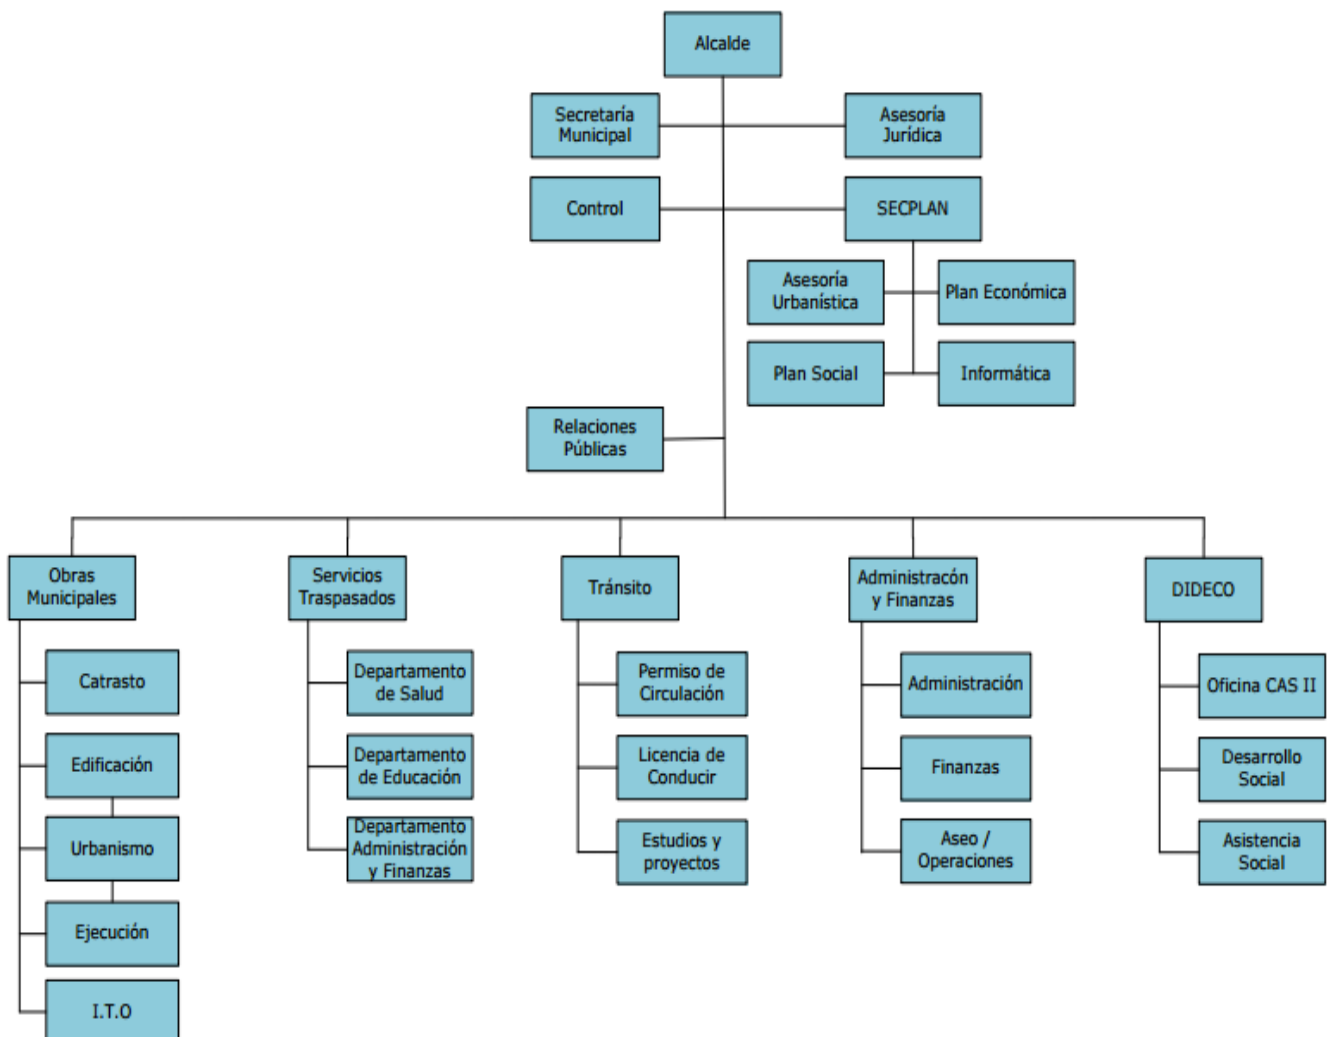 Alcalde
Secretaría
Municipal
Asesoría
Jurídica
Control
SECPLAN
Asesoría
Urbanística
Plan Económica
Plan Social
Informática
Relaciones
Públicas
Obras
Municipales
Servicios
Traspasados
Tránsito
Administracón
y Finanzas
DIDECO
Catrasto
Edificación
Urbanismo
Ejecución
I.T.O
Departamento
de Salud
Departamento
de Educación
Departamento
Administración
y Finanzas
Permiso de
Circulación
Licencia de
Conducir
Estudios y
proyectos
Administración
Finanzas
Aseo /
Operaciones
Oficina CAS II
Desarrollo
Social
Asistencia
Social